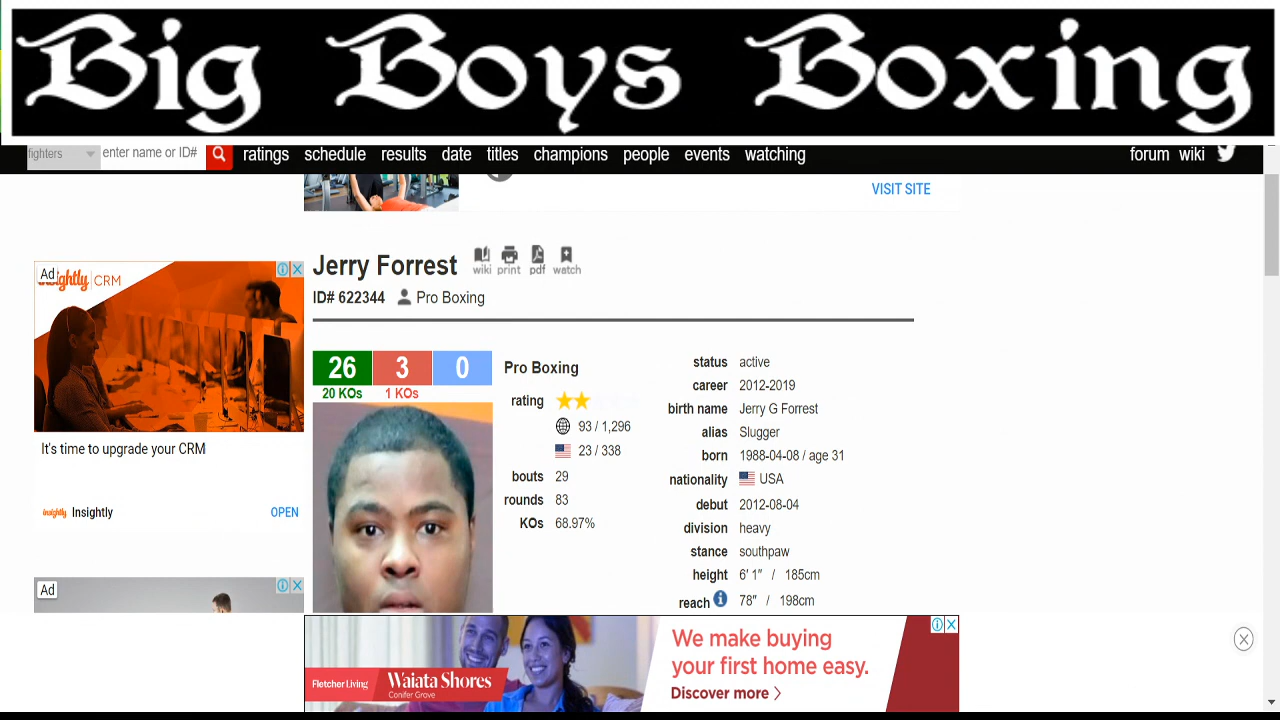 Big Boys Boxing
fighters enter name or ID# ratings schedule results date titles champions people events watching forum wiki
VISIT SITE
Ad
insightly CRM
It's time to upgrade your CRM
insightly Insightly OPEN
Ad
Jerry Forrest wiki print pdf watch
ID# 622344 Pro Boxing
26 3 0
20 KOs 1 KOs
Pro Boxing
rating
93 / 1,296
23 / 338
bouts 29
rounds 83
KOs 68.97%
status active
career 2012-2019
birth name Jerry G Forrest
alias Slugger
born 1988-04-08 / age 31
nationality USA
debut 2012-08-04
division heavy
stance southpaw
height 6′ 1″ / 185cm
reach 78″ / 198cm
Fletcher Living Waiata Shores
Conifer Grove
We make buying
your first home easy.
Discover more